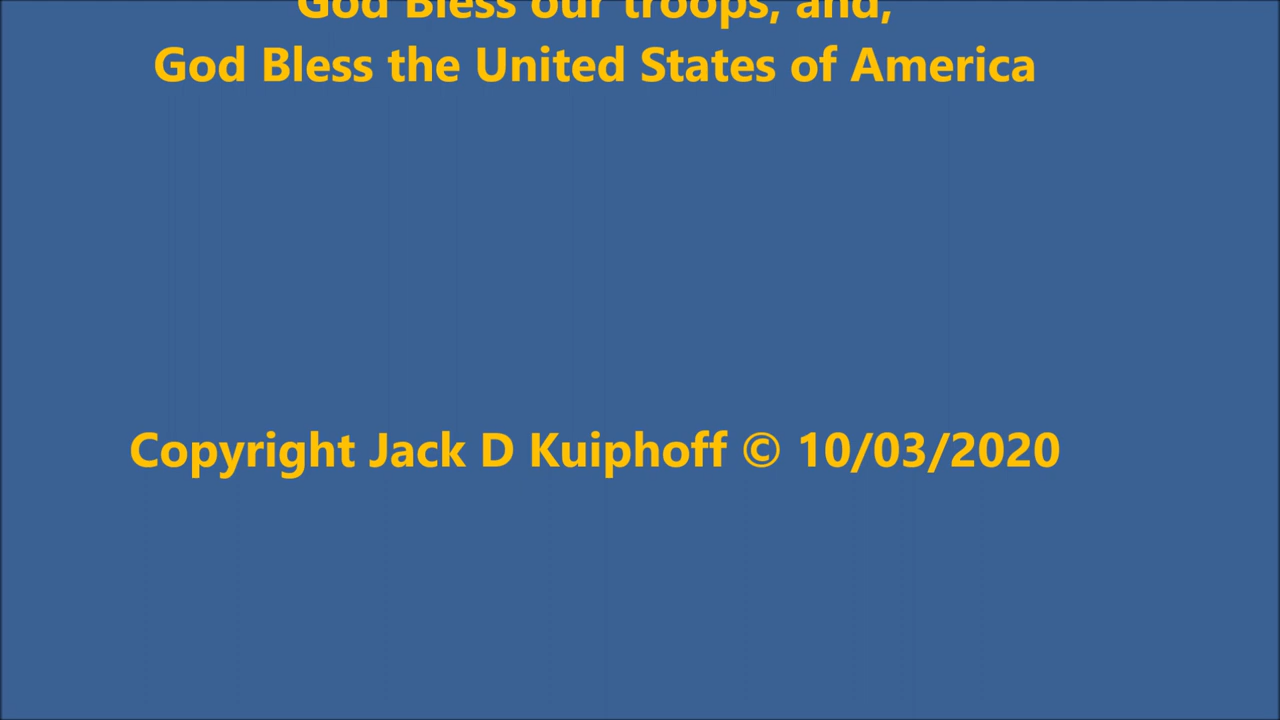 God Bless our troops, and,
God Bless the United States of America
Copyright Jack D Kuiphoff © 10/03/2020